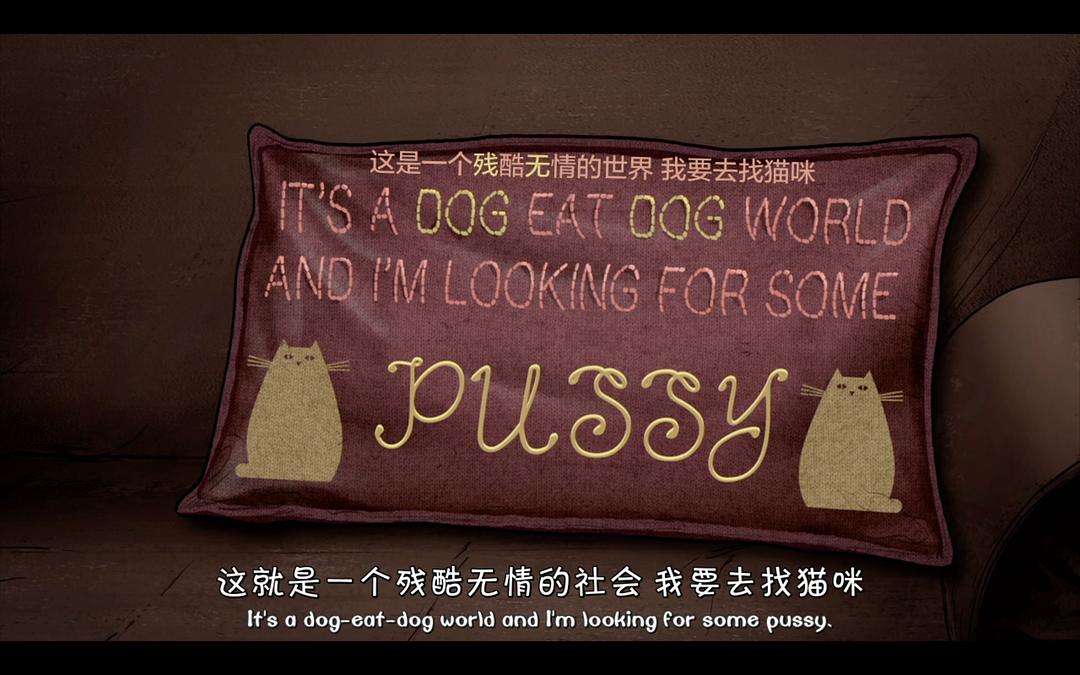 这是一个残酷无情的世界 我要去找猫咪
IT'S A DOG EAT DOG WORLD
AND I'M LOOKING FOR SOME
PUSSY
这就是一个残酷无情的社会 我要去找猫咪
It's a dog-eat-dog world and I'm looking for some pussy.